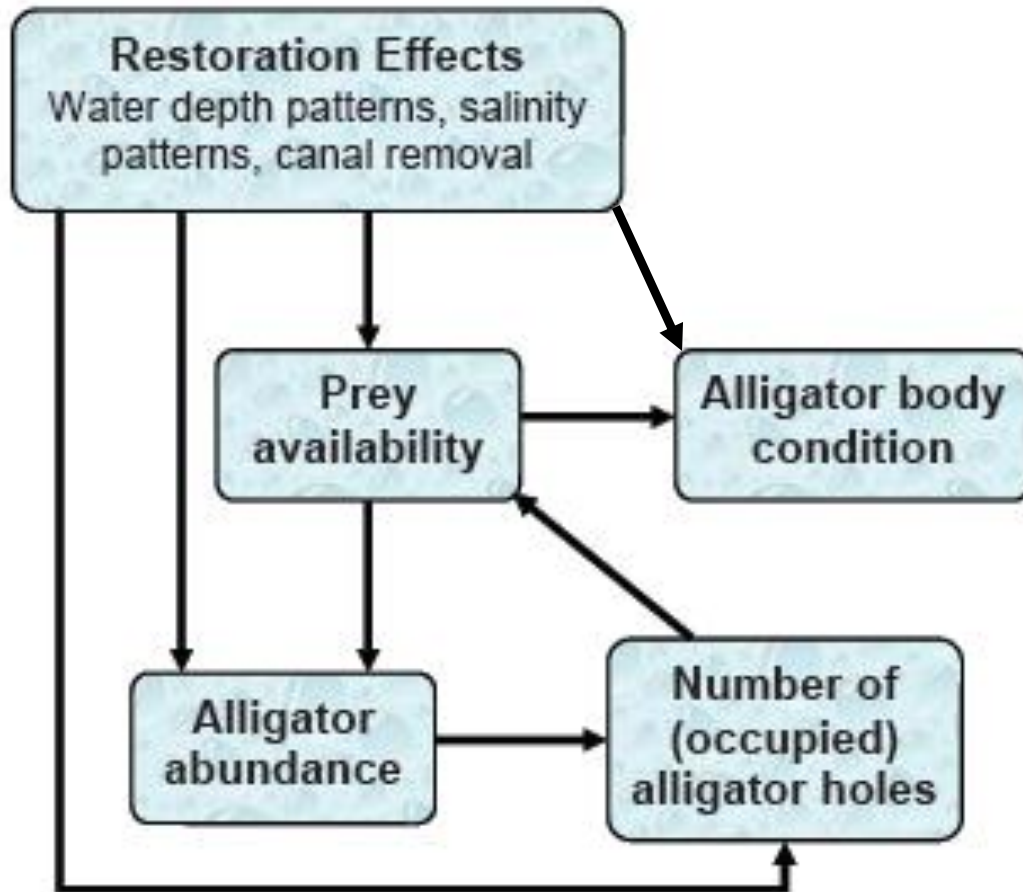 Restoration Effects
Water depth patterns, salinity
patterns, canal removal
Prey
availability
Alligator body
condition
Alligator
abundance
Number of
(occupied)
alligator holes